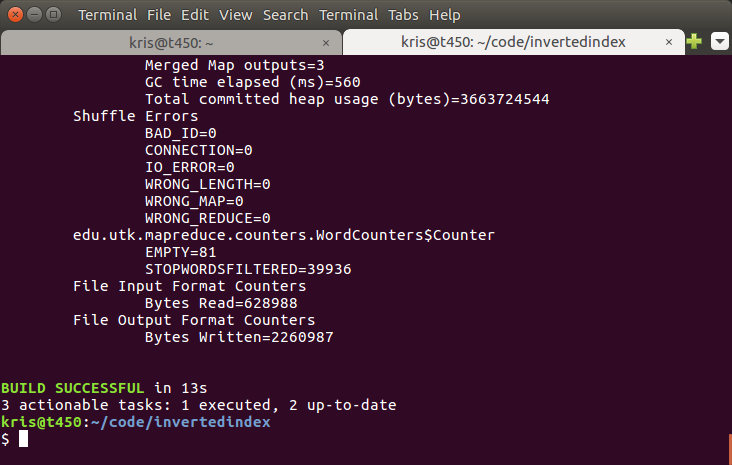 Terminal File Edit View Search Terminal Tabs Help
kris@t450: ~ × kris@t450: ~/code/invertedindex ×
Merged Map outputs=3
GC time elapsed (ms)=560
Total committed heap usage (bytes)=3663724544
Shuffle Errors
BAD_ID=0
CONNECTION=0
IO_ERROR=0
WRONG_LENGTH=0
WRONG_MAP=0
WRONG_REDUCE=0
edu.utk.mapreduce.counters.WordCounters$Counter
EMPTY=81
STOPWORDSFILTERED=39936
File Input Format Counters
Bytes Read=628988
File Output Format Counters
Bytes Written=2260987
BUILD SUCCESSFUL in 13s
3 actionable tasks: 1 executed, 2 up-to-date
kris@t450:~/code/invertedindex
$